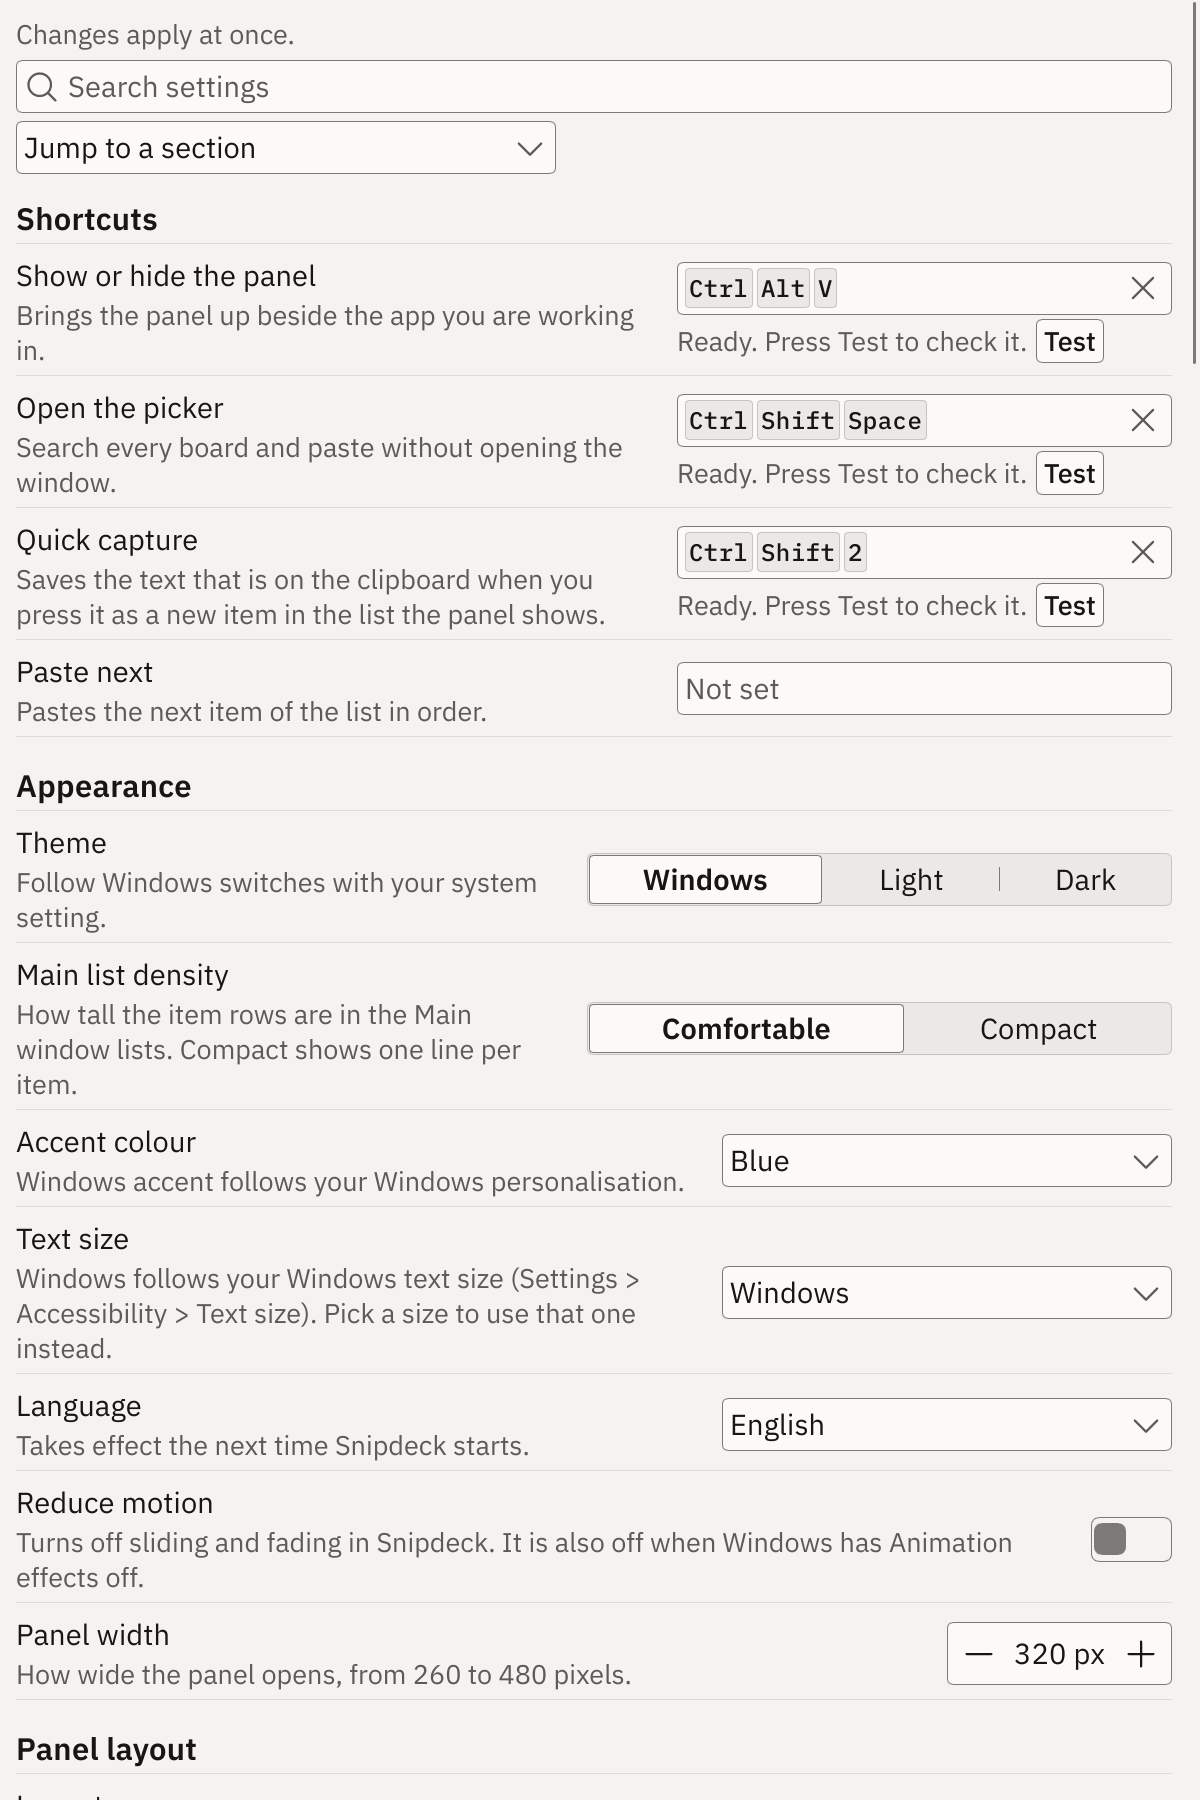 Changes apply at once.
Search settings
Jump to a section
Shortcuts
Show or hide the panel
Brings the panel up beside the app you are working
in.
Ctrl Alt V
Ready. Press Test to check it. Test
Open the picker
Search every board and paste without opening the
window.
Ctrl Shift Space
Ready. Press Test to check it. Test
Quick capture
Saves the text that is on the clipboard when you
press it as a new item in the list the panel shows.
Ctrl Shift 2
Ready. Press Test to check it. Test
Paste next
Pastes the next item of the list in order.
Not set
Appearance
Theme
Follow Windows switches with your system
setting.
Windows Light Dark
Main list density
How tall the item rows are in the Main
window lists. Compact shows one line per
item.
Comfortable Compact
Accent colour
Windows accent follows your Windows personalisation.
Blue
Text size
Windows follows your Windows text size (Settings >
Accessibility > Text size). Pick a size to use that one
instead.
Windows
Language
Takes effect the next time Snipdeck starts.
English
Reduce motion
Turns off sliding and fading in Snipdeck. It is also off when Windows has Animation
effects off.
Panel width
How wide the panel opens, from 260 to 480 pixels.
320 px
Panel layout